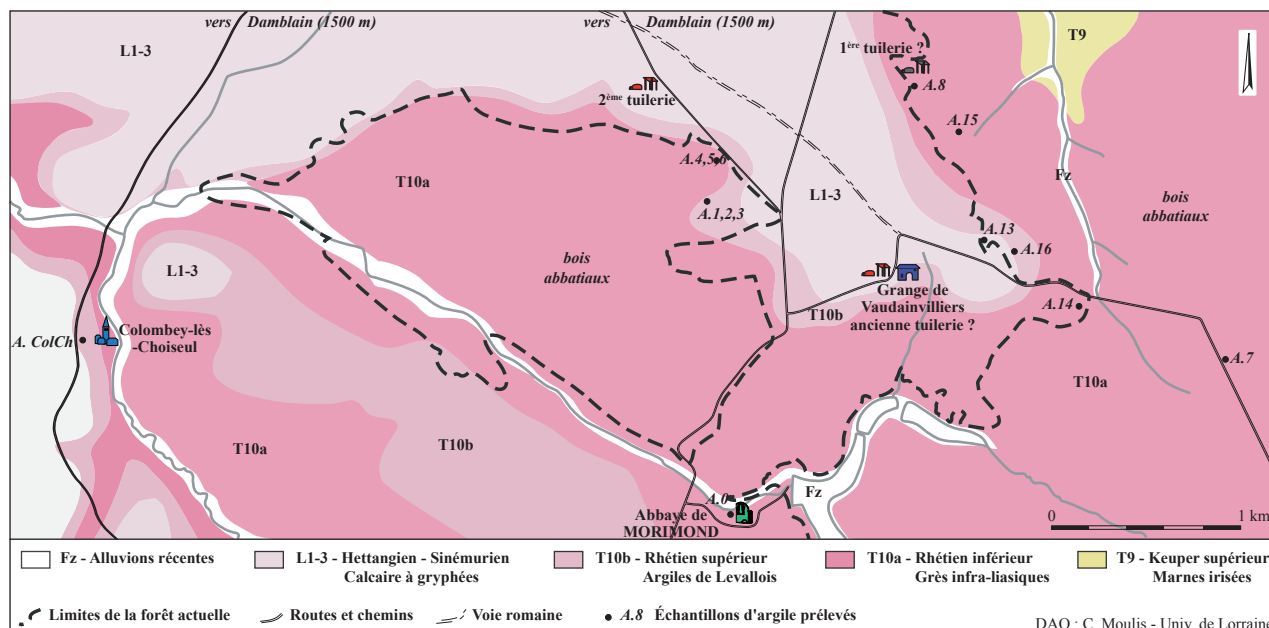 vers Damblain (1500 m)
vers Damblain (1500 m)
L1-3
T9
1ère tuilerie ?
A.8
2ème tuilerie
A.15
A.4,5,6
T10a
Fz
A.1,2,3
L1-3
bois
abbatiaux
A.13
A.16
L1-3
bois
abbatiaux
Grange de
Vaudainvilliers
ancienne tuilerie ?
T10b
A.14
A. ColCh
Colombey-lès
-Choiseul
A.7
T10a
T10a
T10b
A.0
Fz
Abbaye de
MORIMOND
0 1 km
Fz - Alluvions récentes
L1-3 - Hettangien - Sinémurien
Calcaire à gryphées
T10b - Rhétien supérieur
Argiles de Levallois
T10a - Rhétien inférieur
Grès infra-liasiques
T9 - Keuper supérieur
Marnes irisées
Limites de la forêt actuelle
Routes et chemins
Voie romaine
A.8 Échantillons d'argile prélevés
DAO : C. Moulis - Univ. de Lorraine